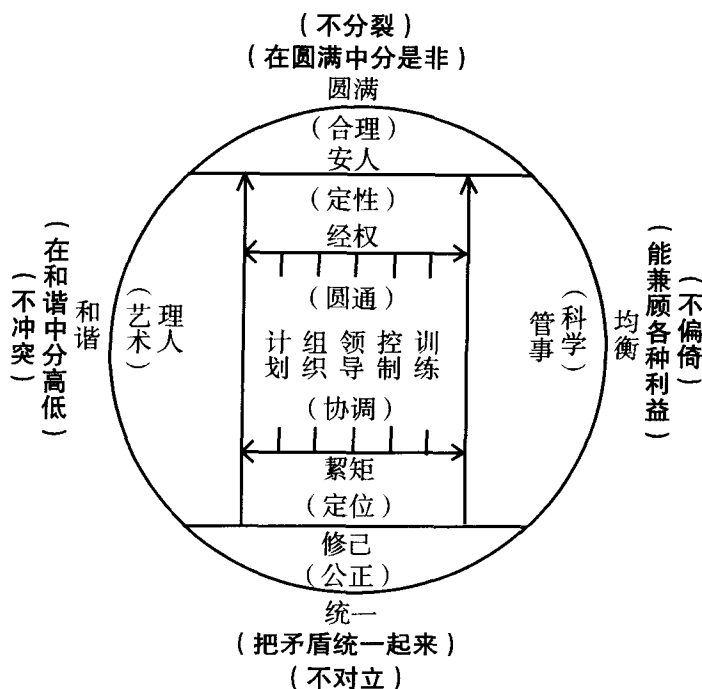 (不分裂)
(在圆满中分是非)
圆满
(合理)
安人
(定性)
经权
(圆通)
计划 组织 领导 控制 训练
(协调)
絜矩
(定位)
修己
(公正)
统一
(把矛盾统一起来)
(不对立)
(不冲突)
(在和谐中分高低)
和谐
(艺术)
理人
管事
(科学)
均衡
(能兼顾各种利益)
(不偏倚)